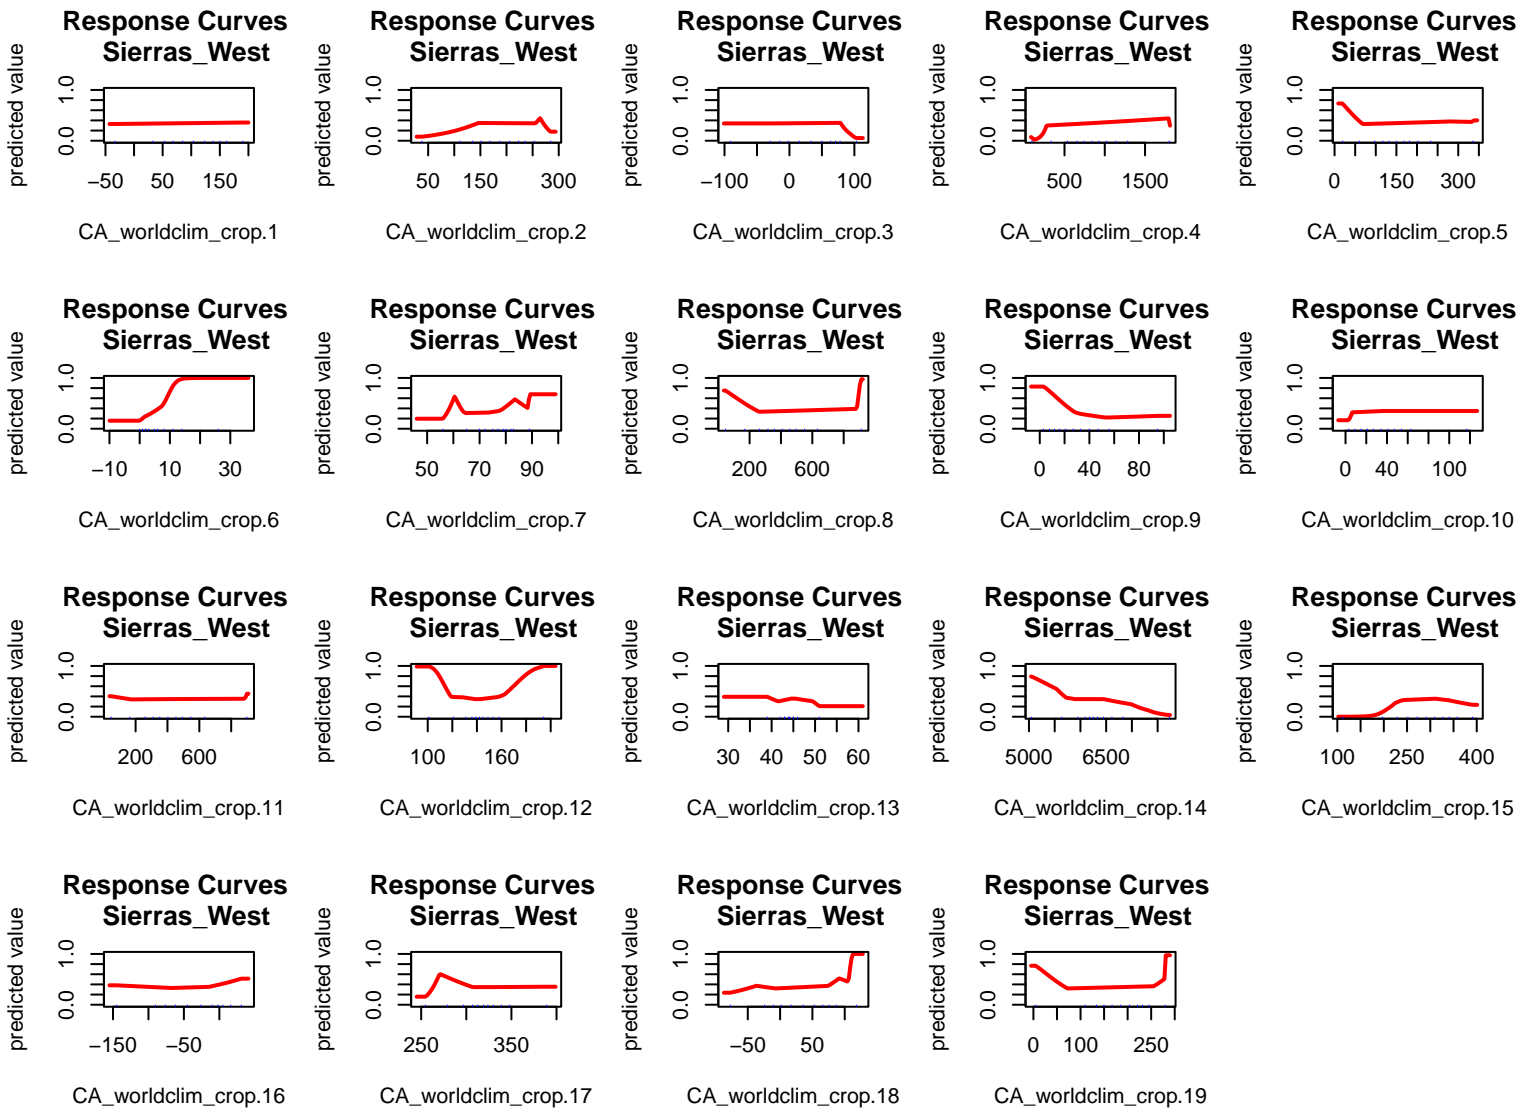 Response Curves
Sierras_West
predicted value
0.0 1.0
−50 50 150
CA_worldclim_crop.1
Response Curves
Sierras_West
predicted value
0.0 1.0
50 150 300
CA_worldclim_crop.2
Response Curves
Sierras_West
predicted value
0.0 1.0
−100 0 100
CA_worldclim_crop.3
Response Curves
Sierras_West
predicted value
0.0 1.0
500 1500
CA_worldclim_crop.4
Response Curves
Sierras_West
predicted value
0.0 1.0
0 150 300
CA_worldclim_crop.5
Response Curves
Sierras_West
predicted value
0.0 1.0
−10 10 30
CA_worldclim_crop.6
Response Curves
Sierras_West
predicted value
0.0 1.0
50 70 90
CA_worldclim_crop.7
Response Curves
Sierras_West
predicted value
0.0 1.0
200 600
CA_worldclim_crop.8
Response Curves
Sierras_West
predicted value
0.0 1.0
0 40 80
CA_worldclim_crop.9
Response Curves
Sierras_West
predicted value
0.0 1.0
0 40 100
CA_worldclim_crop.10
Response Curves
Sierras_West
predicted value
0.0 1.0
200 600
CA_worldclim_crop.11
Response Curves
Sierras_West
predicted value
0.0 1.0
100 160
CA_worldclim_crop.12
Response Curves
Sierras_West
predicted value
0.0 1.0
30 40 50 60
CA_worldclim_crop.13
Response Curves
Sierras_West
predicted value
0.0 1.0
5000 6500
CA_worldclim_crop.14
Response Curves
Sierras_West
predicted value
0.0 1.0
100 250 400
CA_worldclim_crop.15
Response Curves
Sierras_West
predicted value
0.0 1.0
−150 −50
CA_worldclim_crop.16
Response Curves
Sierras_West
predicted value
0.0 1.0
250 350
CA_worldclim_crop.17
Response Curves
Sierras_West
predicted value
0.0 1.0
−50 50
CA_worldclim_crop.18
Response Curves
Sierras_West
predicted value
0.0 1.0
0 100 250
CA_worldclim_crop.19